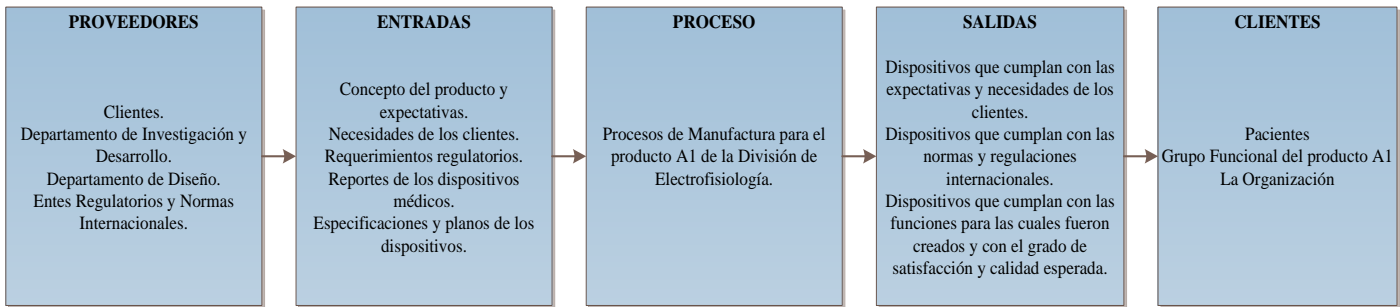 PROVEEDORES
Clientes.
Departamento de Investigación y
Desarrollo.
Departamento de Diseño.
Entes Regulatorios y Normas
Internacionales.
ENTRADAS
Concepto del producto y
expectativas.
Necesidades de los clientes.
Requerimientos regulatorios.
Reportes de los dispositivos
médicos.
Especificaciones y planos de los
dispositivos.
PROCESO
Procesos de Manufactura para el
producto A1 de la División de
Electrofisiología.
SALIDAS
Dispositivos que cumplan con las
expectativas y necesidades de los
clientes.
Dispositivos que cumplan con las
normas y regulaciones
internacionales.
Dispositivos que cumplan con las
funciones para las cuales fueron
creados y con el grado de
satisfacción y calidad esperada.
CLIENTES
Pacientes
Grupo Funcional del producto A1
La Organización